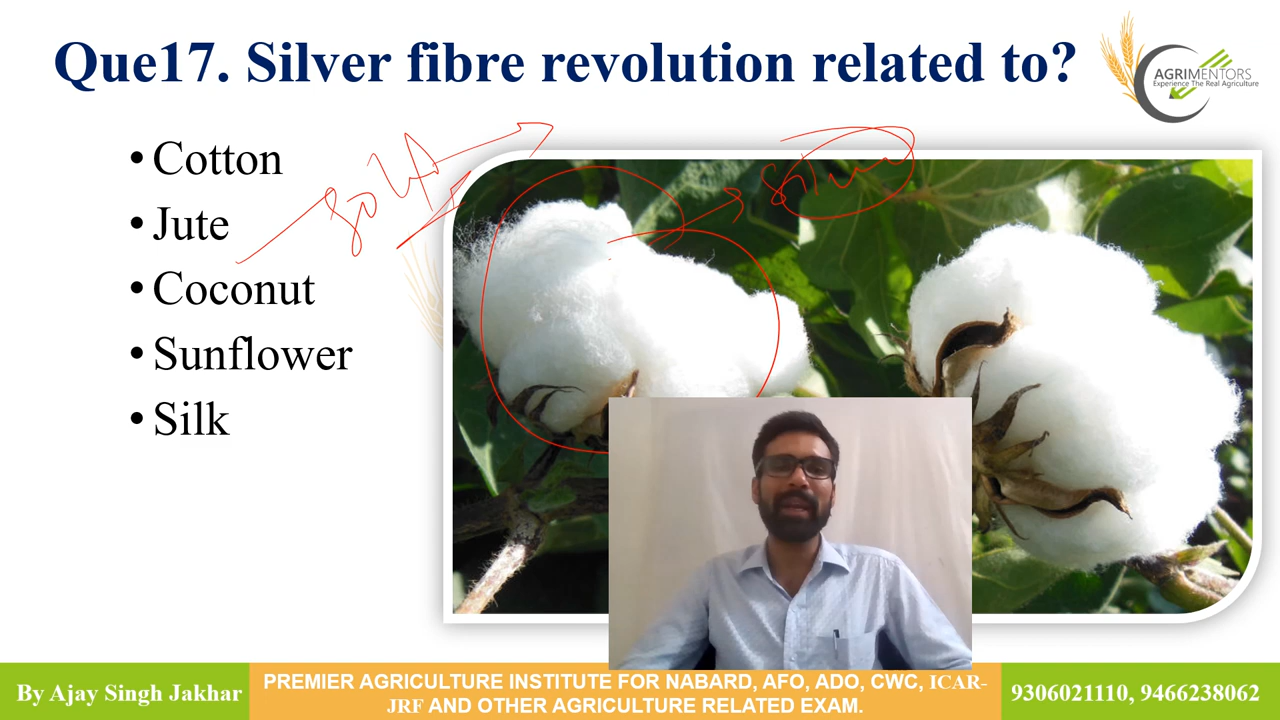 Que17. Silver fibre revolution related to?
AGRIMENTORS
Experience The Real Agriculture
• Cotton
• Jute
• Coconut
• Sunflower
• Silk
By Ajay Singh Jakhar
PREMIER AGRICULTURE INSTITUTE FOR NABARD, AFO, ADO, CWC, ICAR-
JRF AND OTHER AGRICULTURE RELATED EXAM.
9306021110, 9466238062